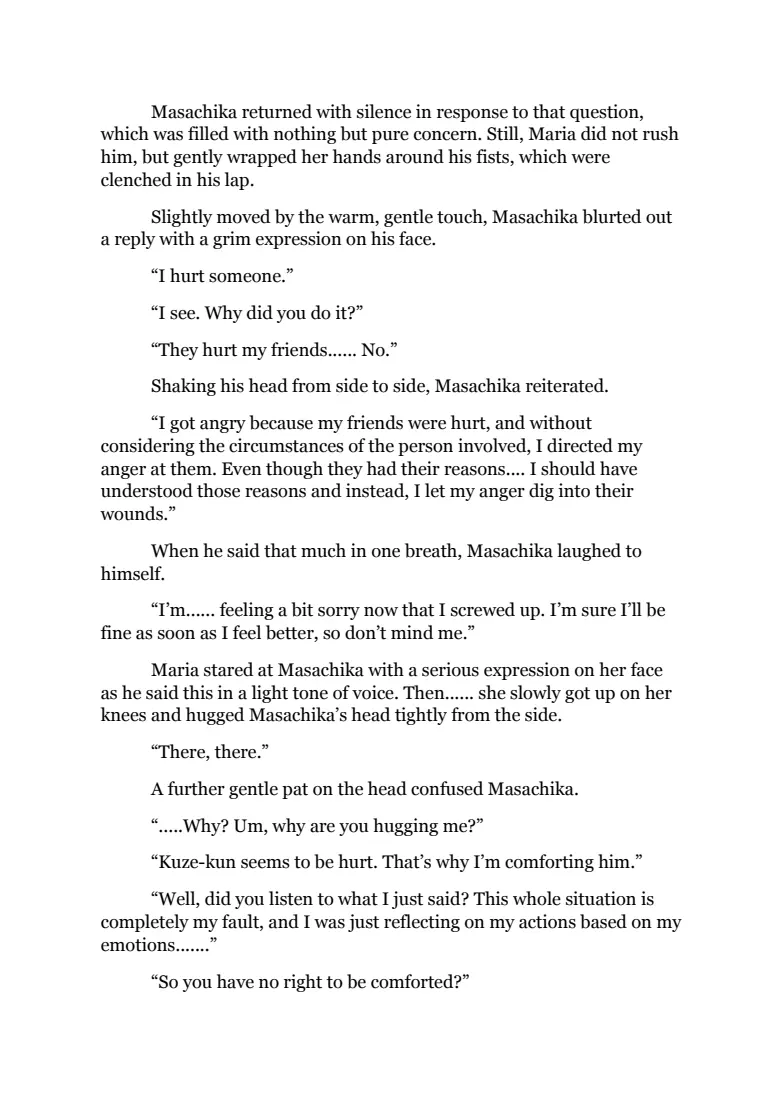 Masachika returned with silence in response to that question,
which was filled with nothing but pure concern. Still, Maria did not rush
him, but gently wrapped her hands around his fists, which were
clenched in his lap.
Slightly moved by the warm, gentle touch, Masachika blurted out
a reply with a grim expression on his face.
“I hurt someone.”
“I see. Why did you do it?”
“They hurt my friends...... No.”
Shaking his head from side to side, Masachika reiterated.
“I got angry because my friends were hurt, and without
considering the circumstances of the person involved, I directed my
anger at them. Even though they had their reasons.... I should have
understood those reasons and instead, I let my anger dig into their
wounds.”
When he said that much in one breath, Masachika laughed to
himself.
“I’m...... feeling a bit sorry now that I screwed up. I’m sure I’ll be
fine as soon as I feel better, so don’t mind me.”
Maria stared at Masachika with a serious expression on her face
as he said this in a light tone of voice. Then...... she slowly got up on her
knees and hugged Masachika’s head tightly from the side.
“There, there.”
A further gentle pat on the head confused Masachika.
“.....Why? Um, why are you hugging me?”
“Kuze-kun seems to be hurt. That’s why I’m comforting him.”
“Well, did you listen to what I just said? This whole situation is
completely my fault, and I was just reflecting on my actions based on my
emotions.......”
“So you have no right to be comforted?”